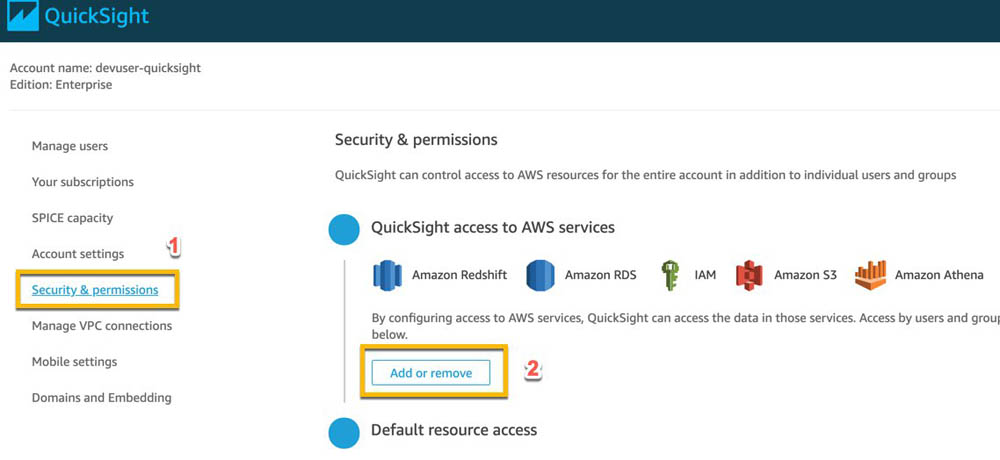 QuickSight
Account name: devuser-quicksight
Edition: Enterprise
Manage users
Your subscriptions
SPICE capacity
Account settings
1
Security & permissions
Manage VPC connections
Mobile settings
Domains and Embedding
Security & permissions
QuickSight can control access to AWS resources for the entire account in addition to individual users and groups
QuickSight access to AWS services
Amazon Redshift
Amazon RDS
IAM
Amazon S3
Amazon Athena
By configuring access to AWS services, QuickSight can access the data in those services. Access by users and group
below.
Add or remove
2
Default resource access